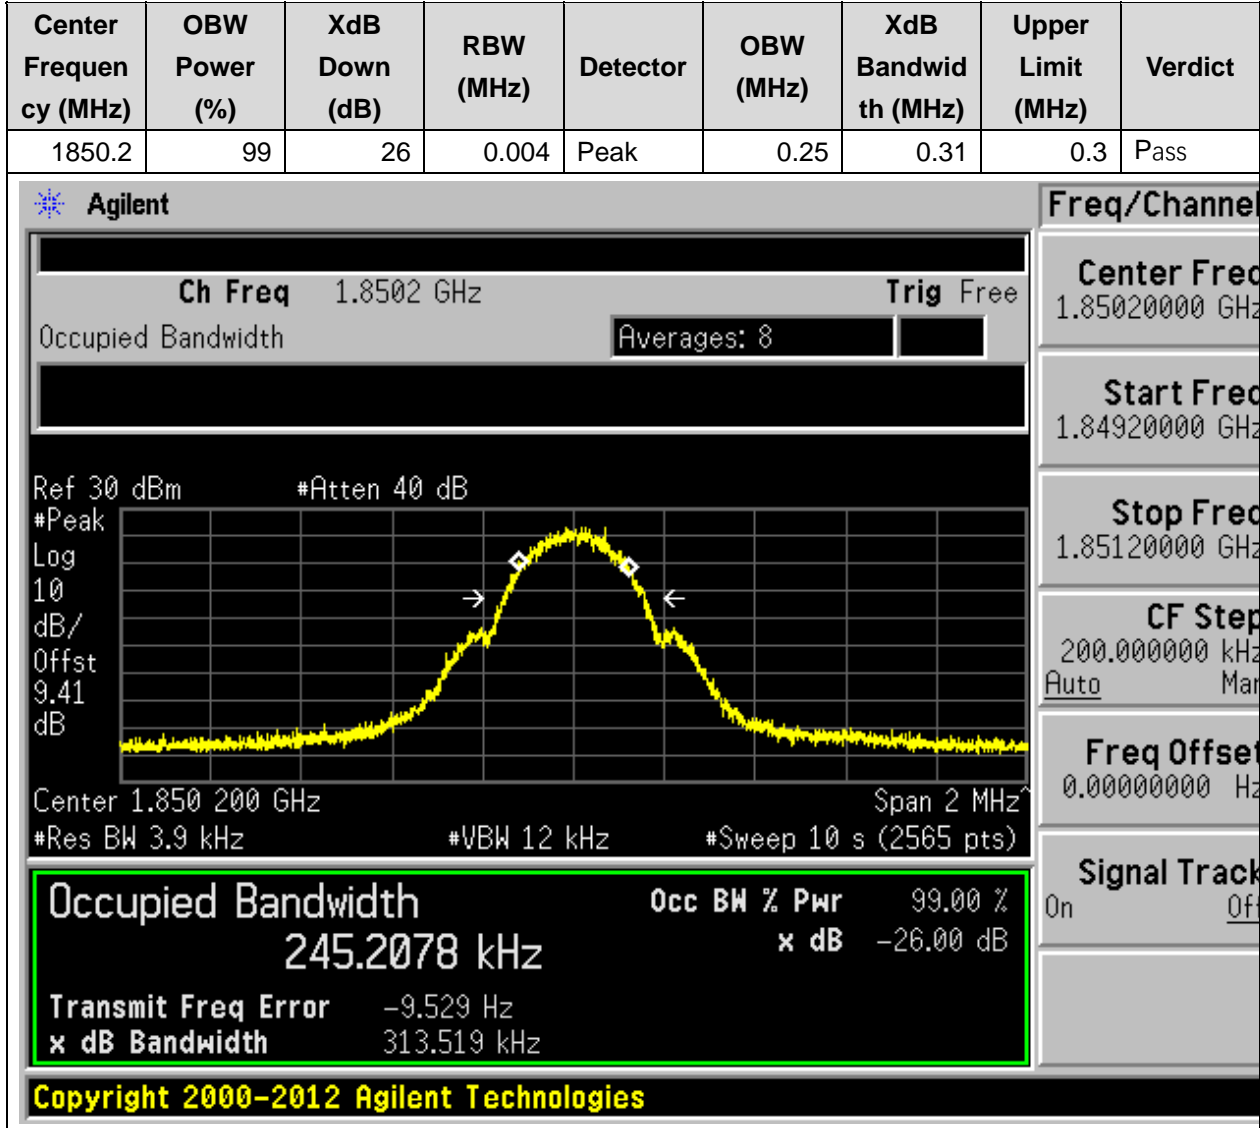 Center Frequen cy (MHz) OBW Power (%) XdB Down (dB) RBW (MHz) Detector OBW (MHz) XdB Bandwid th (MHz) Upper Limit (MHz) Verdict
1850.2 99 26 0.004 Peak 0.25 0.31 0.3 Pass
Agilent
Freq/Channel
Ch Freq 1.8502 GHz Trig Free
Occupied Bandwidth Averages: 8
Center Freq
1.85020000 GHz
Start Freq
1.84920000 GHz
Stop Freq
1.85120000 GHz
CF Step
200.000000 kHz
Auto Man
Freq Offset
0.00000000 Hz
Signal Track
On Off
Ref 30 dBm #Atten 40 dB
#Peak
Log
10
dB/
Offst
9.41
dB
Center 1.850 200 GHz Span 2 MHz^
#Res BW 3.9 kHz #VBW 12 kHz #Sweep 10 s (2565 pts)
Occupied Bandwidth
245.2078 kHz
Occ BW % Pwr 99.00 %
x dB -26.00 dB
Transmit Freq Error -9.529 Hz
x dB Bandwidth 313.519 kHz
Copyright 2000-2012 Agilent Technologies